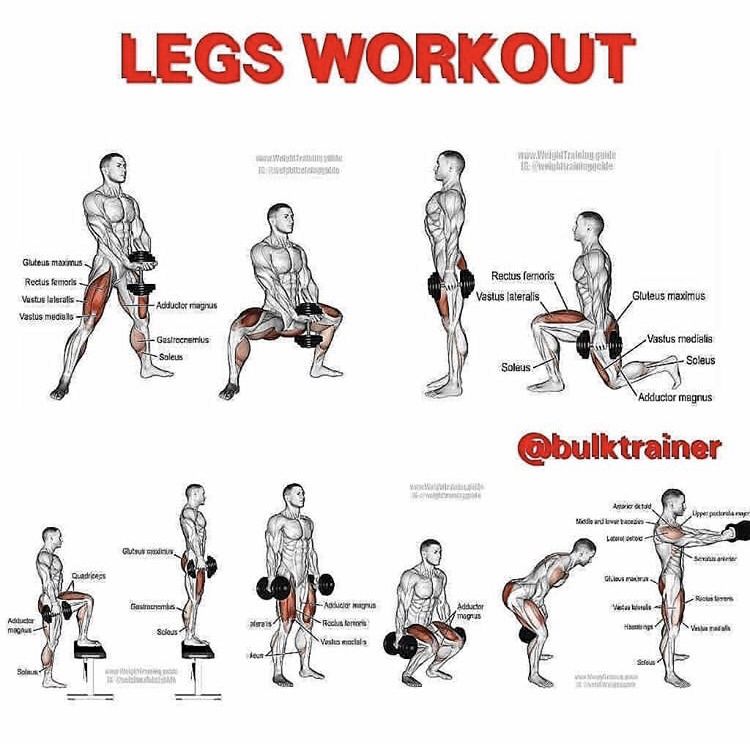 LEGS WORKOUT
www.WeightTraining.guide
IG: @weighttrainingguide
www.WeightTraining.guide
IG: @weighttrainingguide
Gluteus maximus
Rectus femoris
Vastus lateralis
Vastus medialis
Adductor magnus
Gastrocnemius
Soleus
Rectus femoris
Vastus lateralis
Gluteus maximus
Vastus medialis
Soleus
Soleus
Adductor magnus
@bulktrainer
www.WeightTraining.guide
IG: @weighttrainingguide
Quadriceps
Adductor
magnus
Soleus
Gluteus maximus
Gastrocnemius
Soleus
www.WeightTraining.guide
IG: @weighttrainingguide
Adductor magnus
Rectus femoris
Vastus medialis
Adductor
magnus
Anterior deltoid
Middle and lower trapezius
Lateral deltoid
Upper pectoralis major
Serratus anterior
Gluteus maximus
Vastus lateralis
Hamstrings
Rectus femoris
Vastus medialis
Soleus
www.WeightTraining.guide